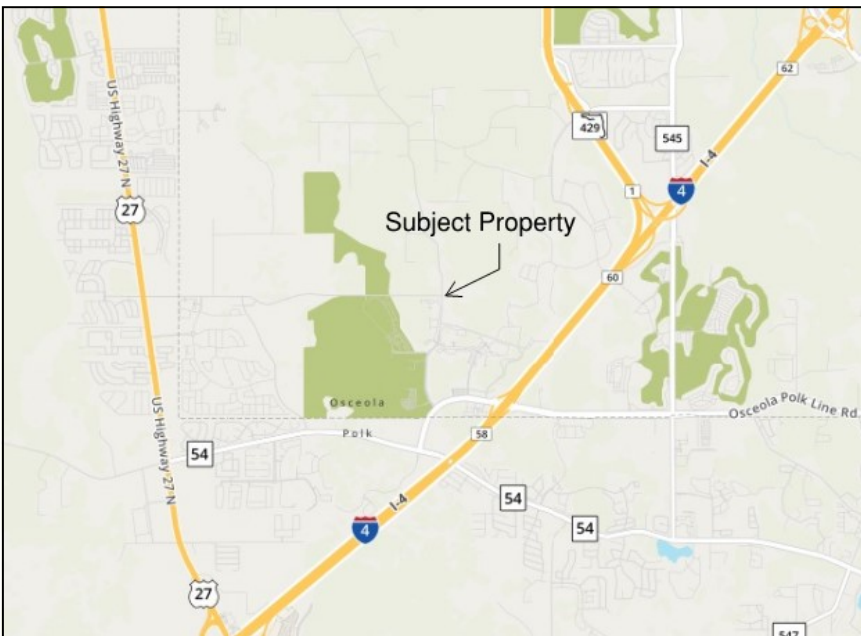 62
429
545
US Highway 27 N
I-4
4
27
1
Subject Property
60
Osceola
Osceola Polk Line Rd.
US Highway 27 N
Polk
58
54
54
I-4
4
54
27
547